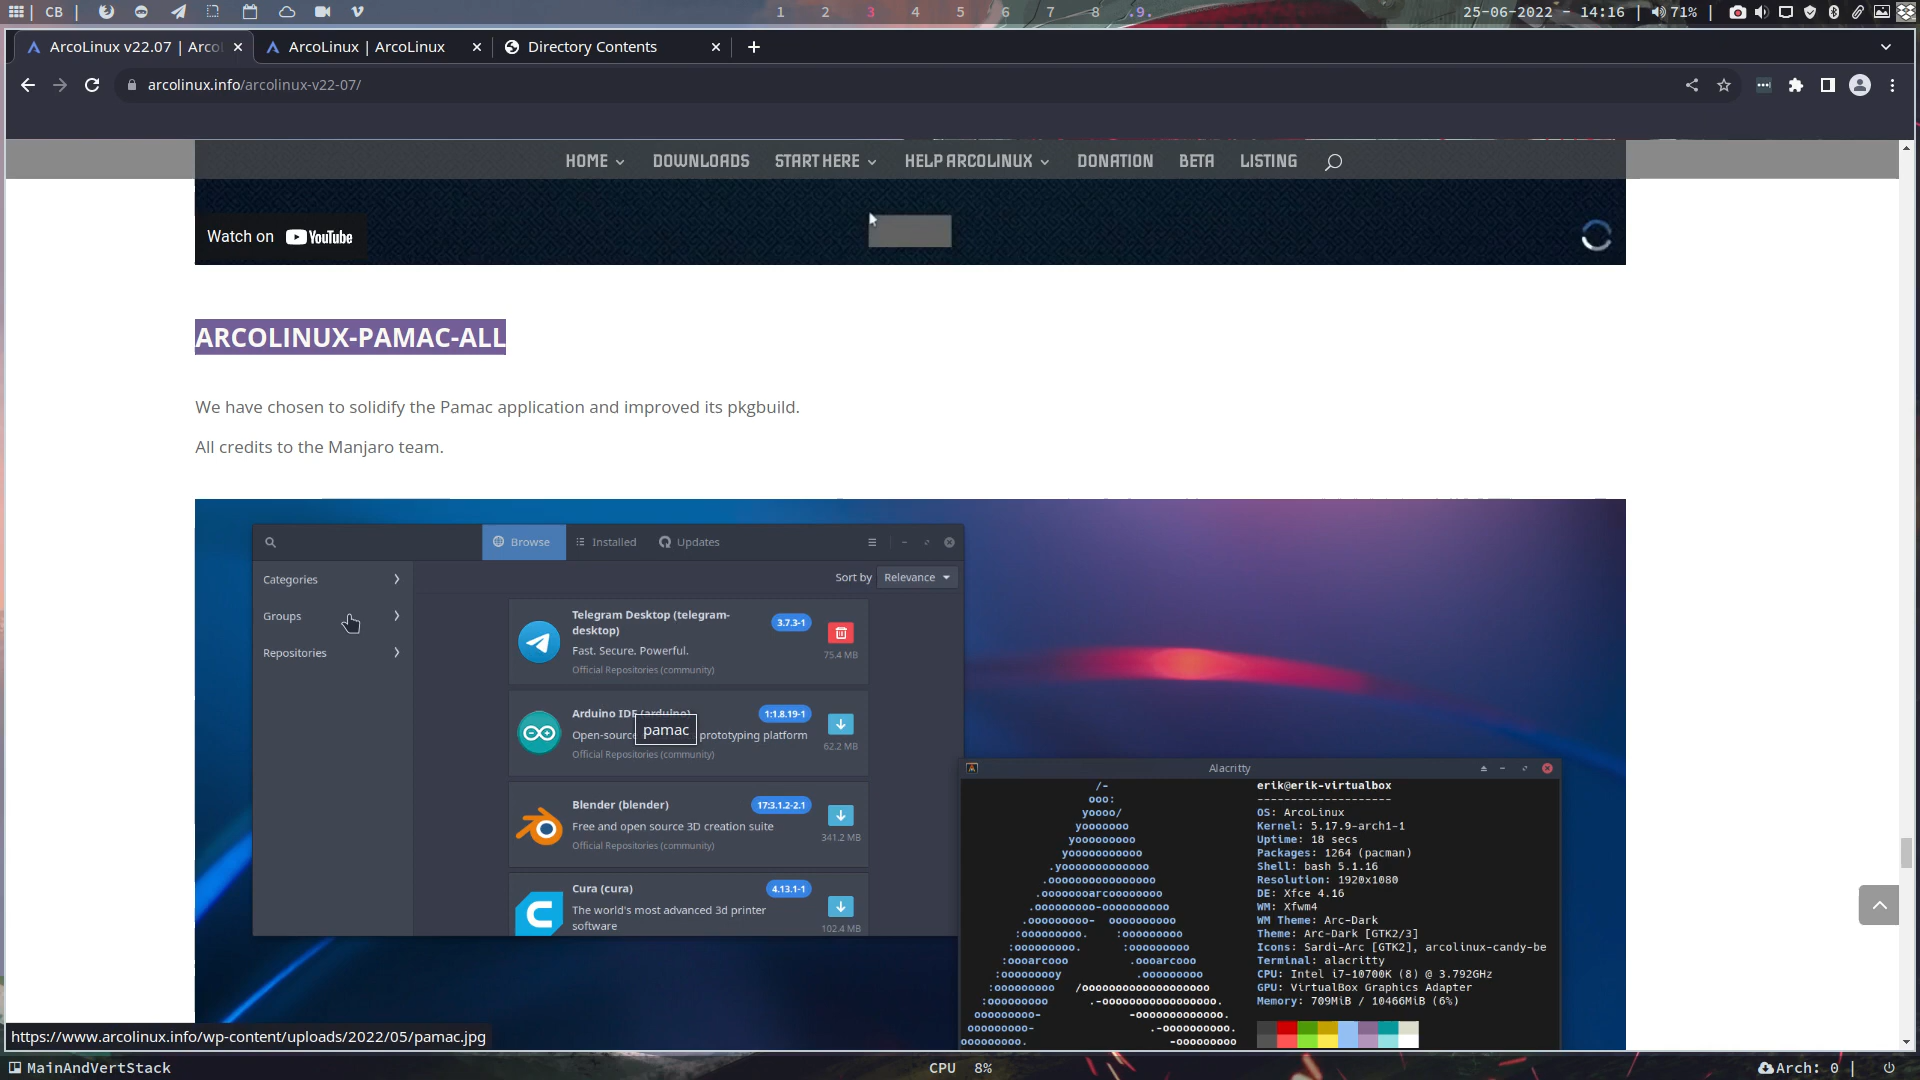 CB
1 2 3 4 5 6 7 8 .9.
25-06-2022 - 14:16 | 71% |
ArcoLinux v22.07 | Arcol
ArcoLinux | ArcoLinux
Directory Contents
arcolinux.info/arcolinux-v22-07/
HOME DOWNLOADS START HERE HELP ARCOLINUX DONATION BETA LISTING
Watch on YouTube
ARCOLINUX-PAMAC-ALL
We have chosen to solidify the Pamac application and improved its pkgbuild.
All credits to the Manjaro team.
Browse Installed Updates
Categories
Groups
Repositories
Sort by Relevance
Telegram Desktop (telegram-
desktop)
3.7.3-1
Fast. Secure. Powerful.
75.4 MB
Official Repositories (community)
Arduino IDE (arduino)
1:1.8.19-1
Open-source prototyping platform
pamac
62.2 MB
Official Repositories (community)
Blender (blender)
17:3.1.2-2.1
Free and open source 3D creation suite
341.2 MB
Official Repositories (community)
Cura (cura)
4.13.1-1
The world's most advanced 3d printer
software
102.4 MB
Alacritty
erik@erik-virtualbox
--------------------
OS: ArcoLinux
Kernel: 5.17.9-arch1-1
Uptime: 18 secs
Packages: 1264 (pacman)
Shell: bash 5.1.16
Resolution: 1920x1080
DE: Xfce 4.16
WM: Xfwm4
WM Theme: Arc-Dark
Theme: Arc-Dark [GTK2/3]
Icons: Sardi-Arc [GTK2], arcolinux-candy-be
Terminal: alacritty
CPU: Intel i7-10700K (8) @ 3.792GHz
GPU: VirtualBox Graphics Adapter
Memory: 709MiB / 10466MiB (6%)
https://www.arcolinux.info/wp-content/uploads/2022/05/pamac.jpg
MainAndVertStack
CPU 8%
Arch: 0 |